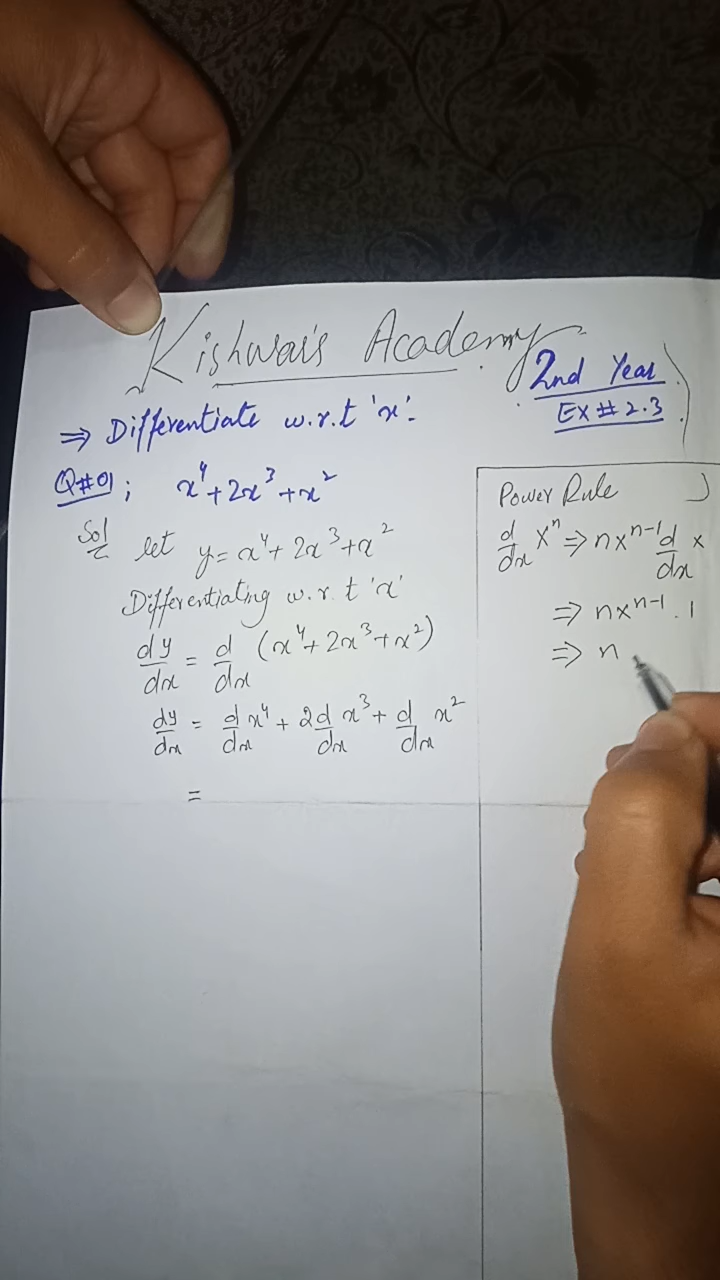 Kishwar's Academy
2nd Year
EX # 2.3
⇒ Differentiate w.r.t 'x'.
Q#01; x⁴+2x³+x²
Sol let y = x⁴+2x³+x²
Differentiating w.r.t 'x'
dy/dx = d/dx (x⁴+2x³+x²)
dy/dx = d/dx x⁴ + 2d/dx x³ + d/dx x²
=
Power Rule
d/dx xⁿ ⇒ nxⁿ⁻¹ d/dx x
⇒ nxⁿ⁻¹ . 1
⇒ n